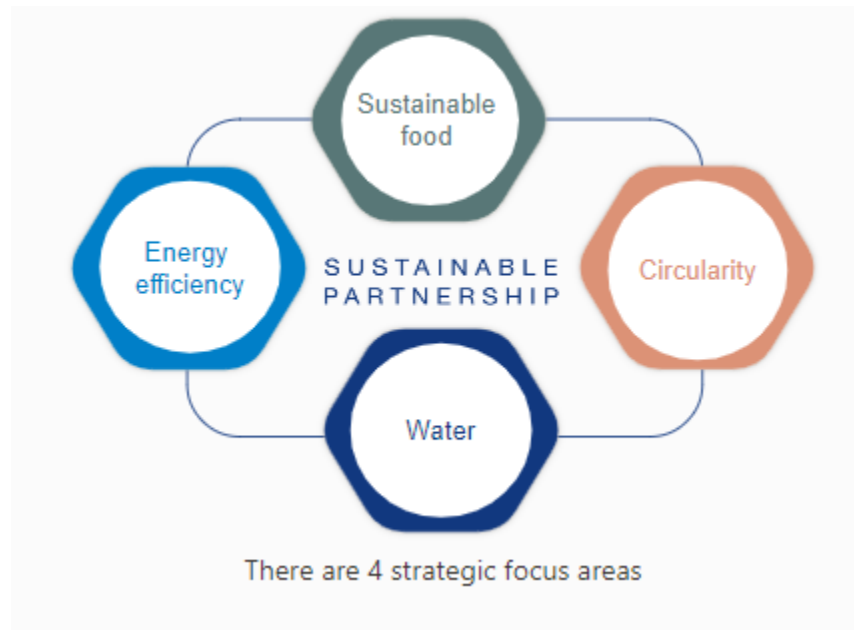 Sustainable
food
Energy
efficiency
SUSTAINABLE
PARTNERSHIP
Circularity
Water
There are 4 strategic focus areas